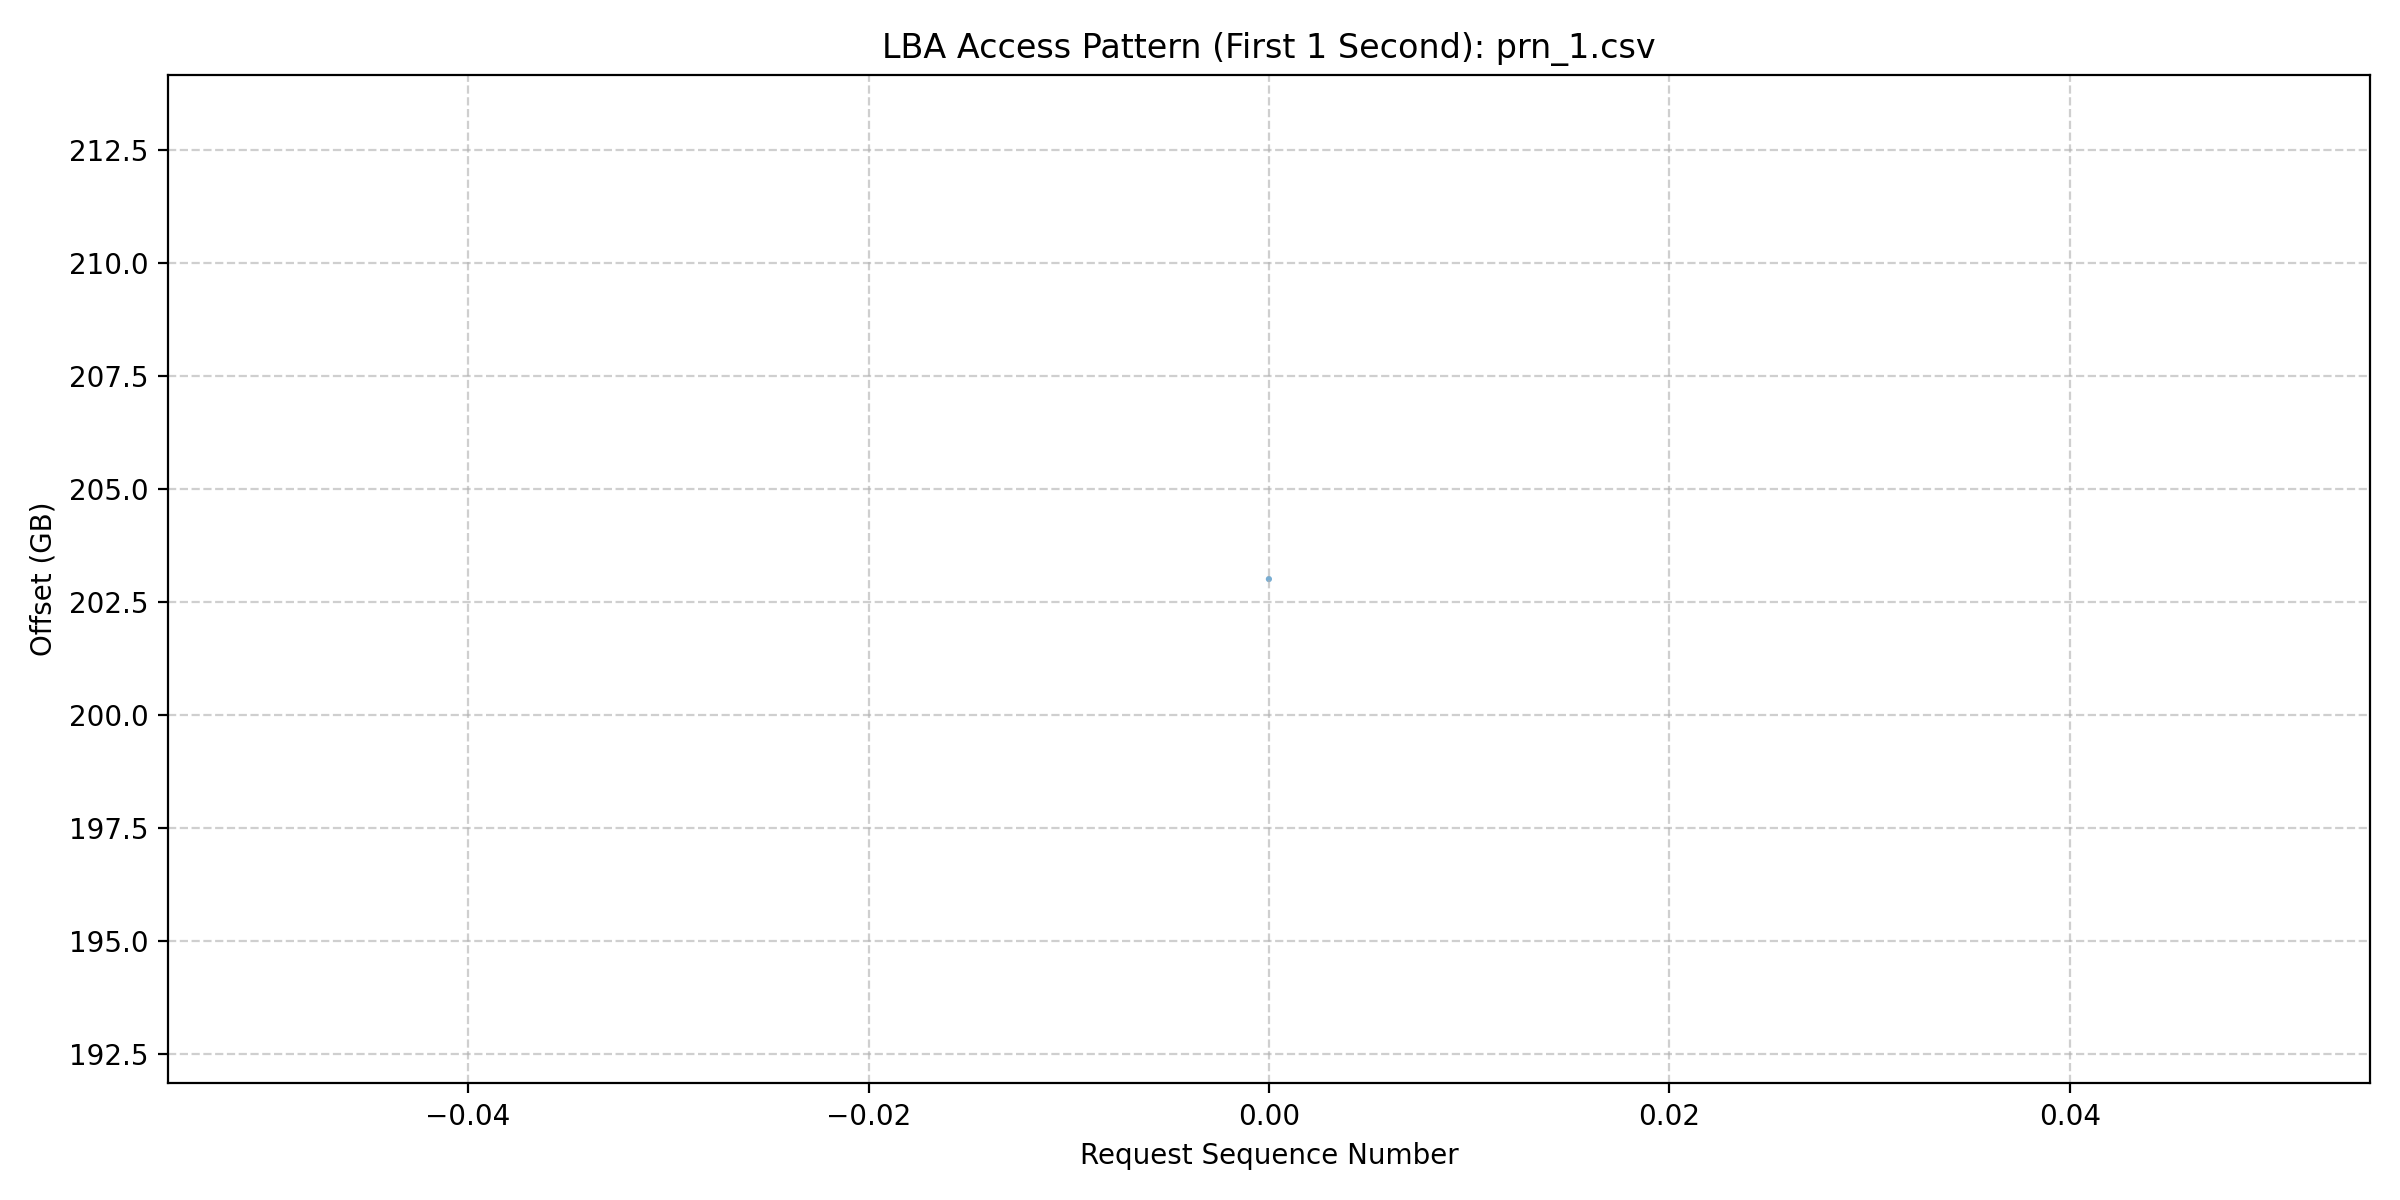 LBA Access Pattern (First 1 Second): prn_1.csv
Offset (GB)
212.5
210.0
207.5
205.0
202.5
200.0
197.5
195.0
192.5
−0.04 −0.02 0.00 0.02 0.04
Request Sequence Number